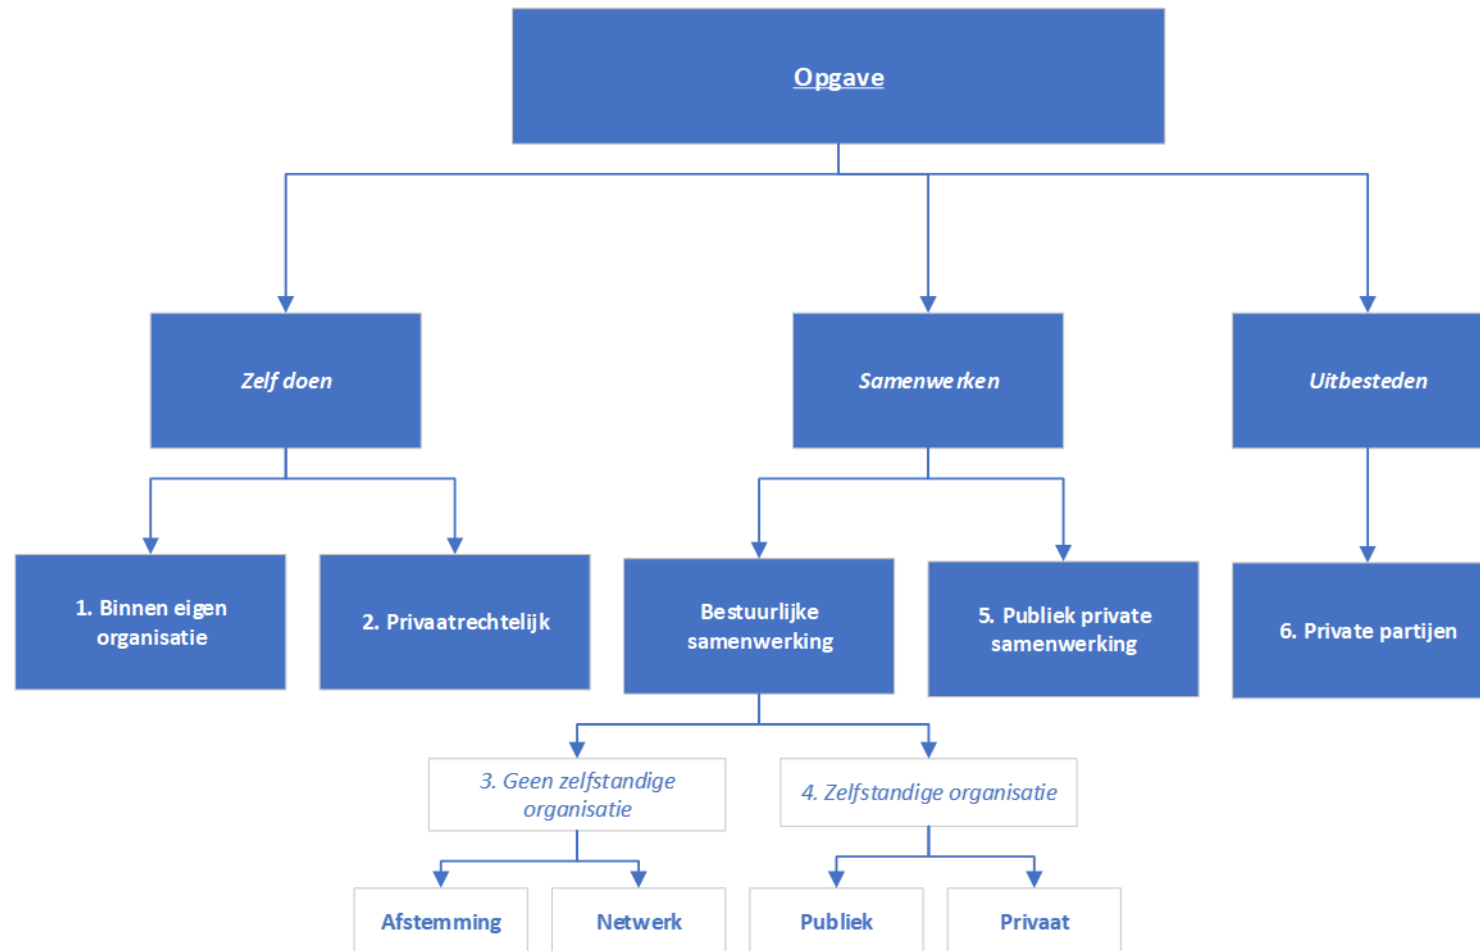 Opgave
Zelf doen
Samenwerken
Uitbesteden
1. Binnen eigen
organisatie
2. Privaatrechtelijk
Bestuurlijke
samenwerking
5. Publiek private
samenwerking
6. Private partijen
3. Geen zelfstandige
organisatie
4. Zelfstandige organisatie
Afstemming
Netwerk
Publiek
Privaat